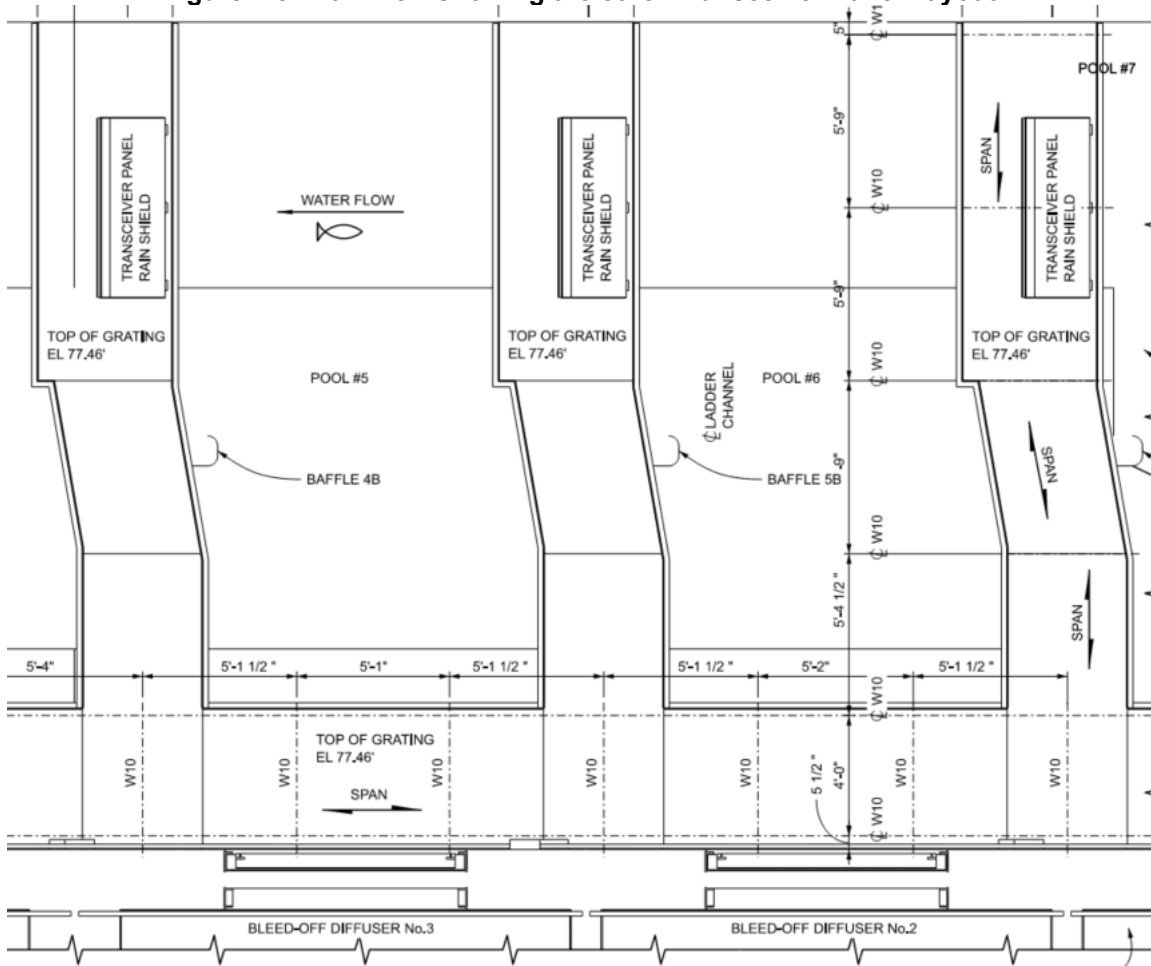 W1
5"
POOL #7
5'-9"
SPAN
TRANSCEIVER PANEL
RAIN SHIELD
TRANSCEIVER PANEL
RAIN SHIELD
TRANSCEIVER PANEL
RAIN SHIELD
WATER FLOW
℄ W10
5'-9"
TOP OF GRATING
EL 77.46'
TOP OF GRATING
EL 77.46'
TOP OF GRATING
EL 77.46'
POOL #5
POOL #6
℄ W10
℄ LADDER
CHANNEL
BAFFLE 4B
BAFFLE 5B
-9"
SPAN
℄ W10
5'-4 1/2 "
SPAN
5'-4"
5'-1 1/2 "
5'-1"
5'-1 1/2 "
5'-1 1/2 "
5'-2"
5'-1 1/2 "
℄ W10
TOP OF GRATING
EL 77.46'
SPAN
W10
W10
W10
W10
W10
W10
W10
5 1/2 "
4'-0"
℄ W10
BLEED-OFF DIFFUSER No.3
BLEED-OFF DIFFUSER No.2